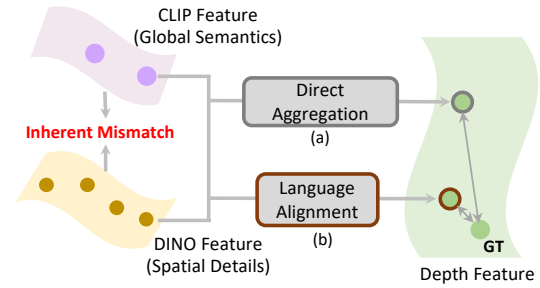 CLIP Feature
(Global Semantics)
Inherent Mismatch
DINO Feature
(Spatial Details)
Direct
Aggregation
(a)
Language
Alignment
(b)
GT
Depth Feature